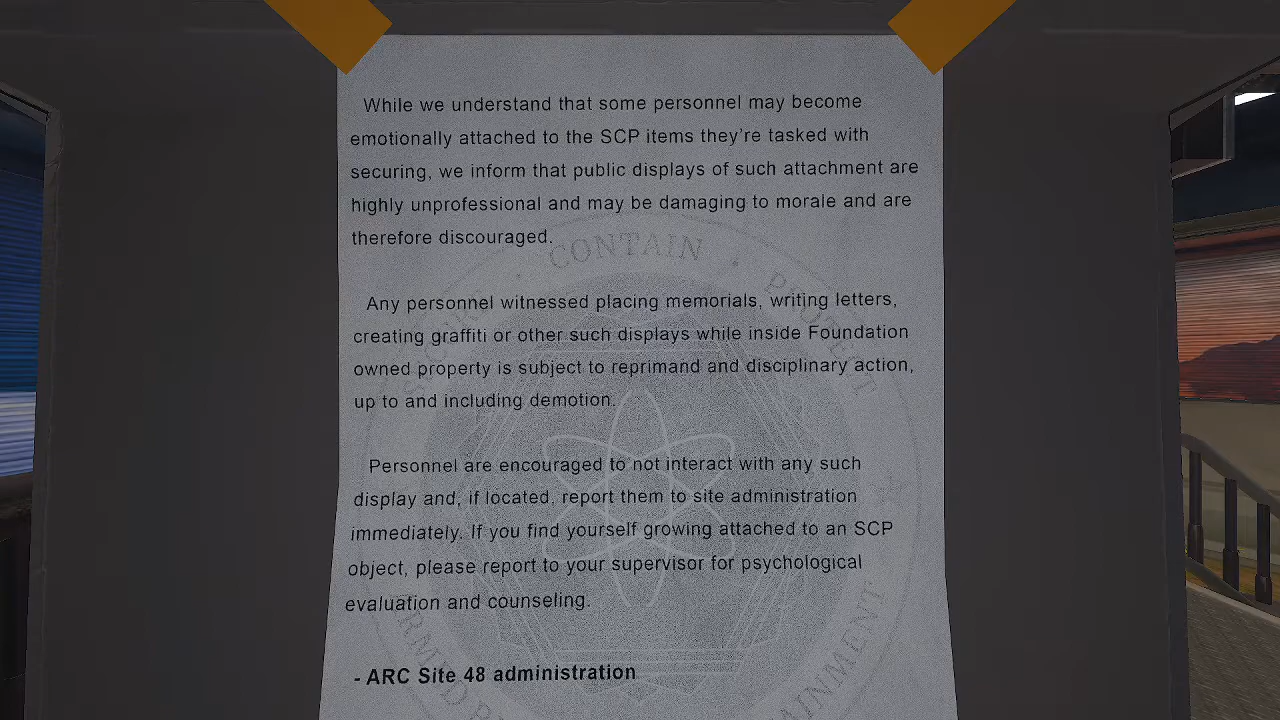 While we understand that some personnel may become
emotionally attached to the SCP items they're tasked with
securing, we inform that public displays of such attachment are
highly unprofessional and may be damaging to morale and are
therefore discouraged.
Any personnel witnessed placing memorials, writing letters,
creating graffiti or other such displays while inside Foundation
owned property is subject to reprimand and disciplinary action,
up to and including demotion.
Personnel are encouraged to not interact with any such
display and, if located, report them to site administration
immediately. If you find yourself growing attached to an SCP
object, please report to your supervisor for psychological
evaluation and counseling.
- ARC Site 48 administration
CONTAIN